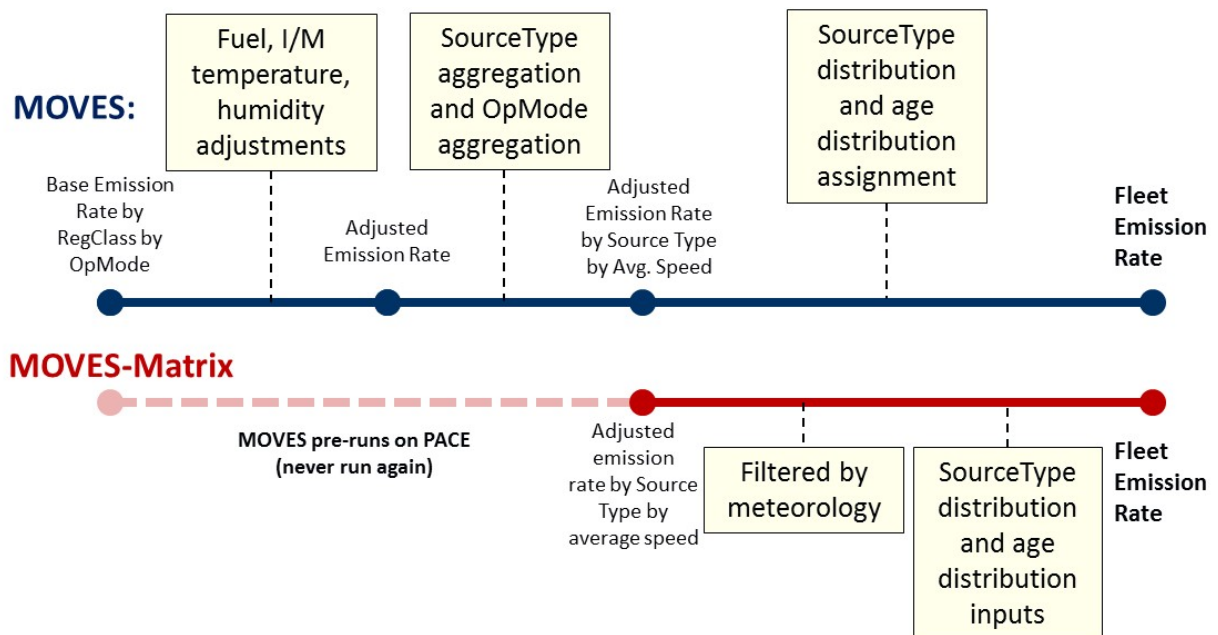 MOVES:
Fuel, I/M
temperature,
humidity
adjustments
SourceType
aggregation
and OpMode
aggregation
SourceType
distribution
and age
distribution
assignment
Base Emission
Rate by
RegClass by
OpMode
Adjusted
Emission Rate
Adjusted
Emission Rate
by Source Type
by Avg. Speed
Fleet
Emission
Rate
MOVES-Matrix
MOVES pre-runs on PACE
(never run again)
Adjusted
emission
rate by Source
Type by
average speed
Filtered by
meteorology
SourceType
distribution
and age
distribution
inputs
Fleet
Emission
Rate